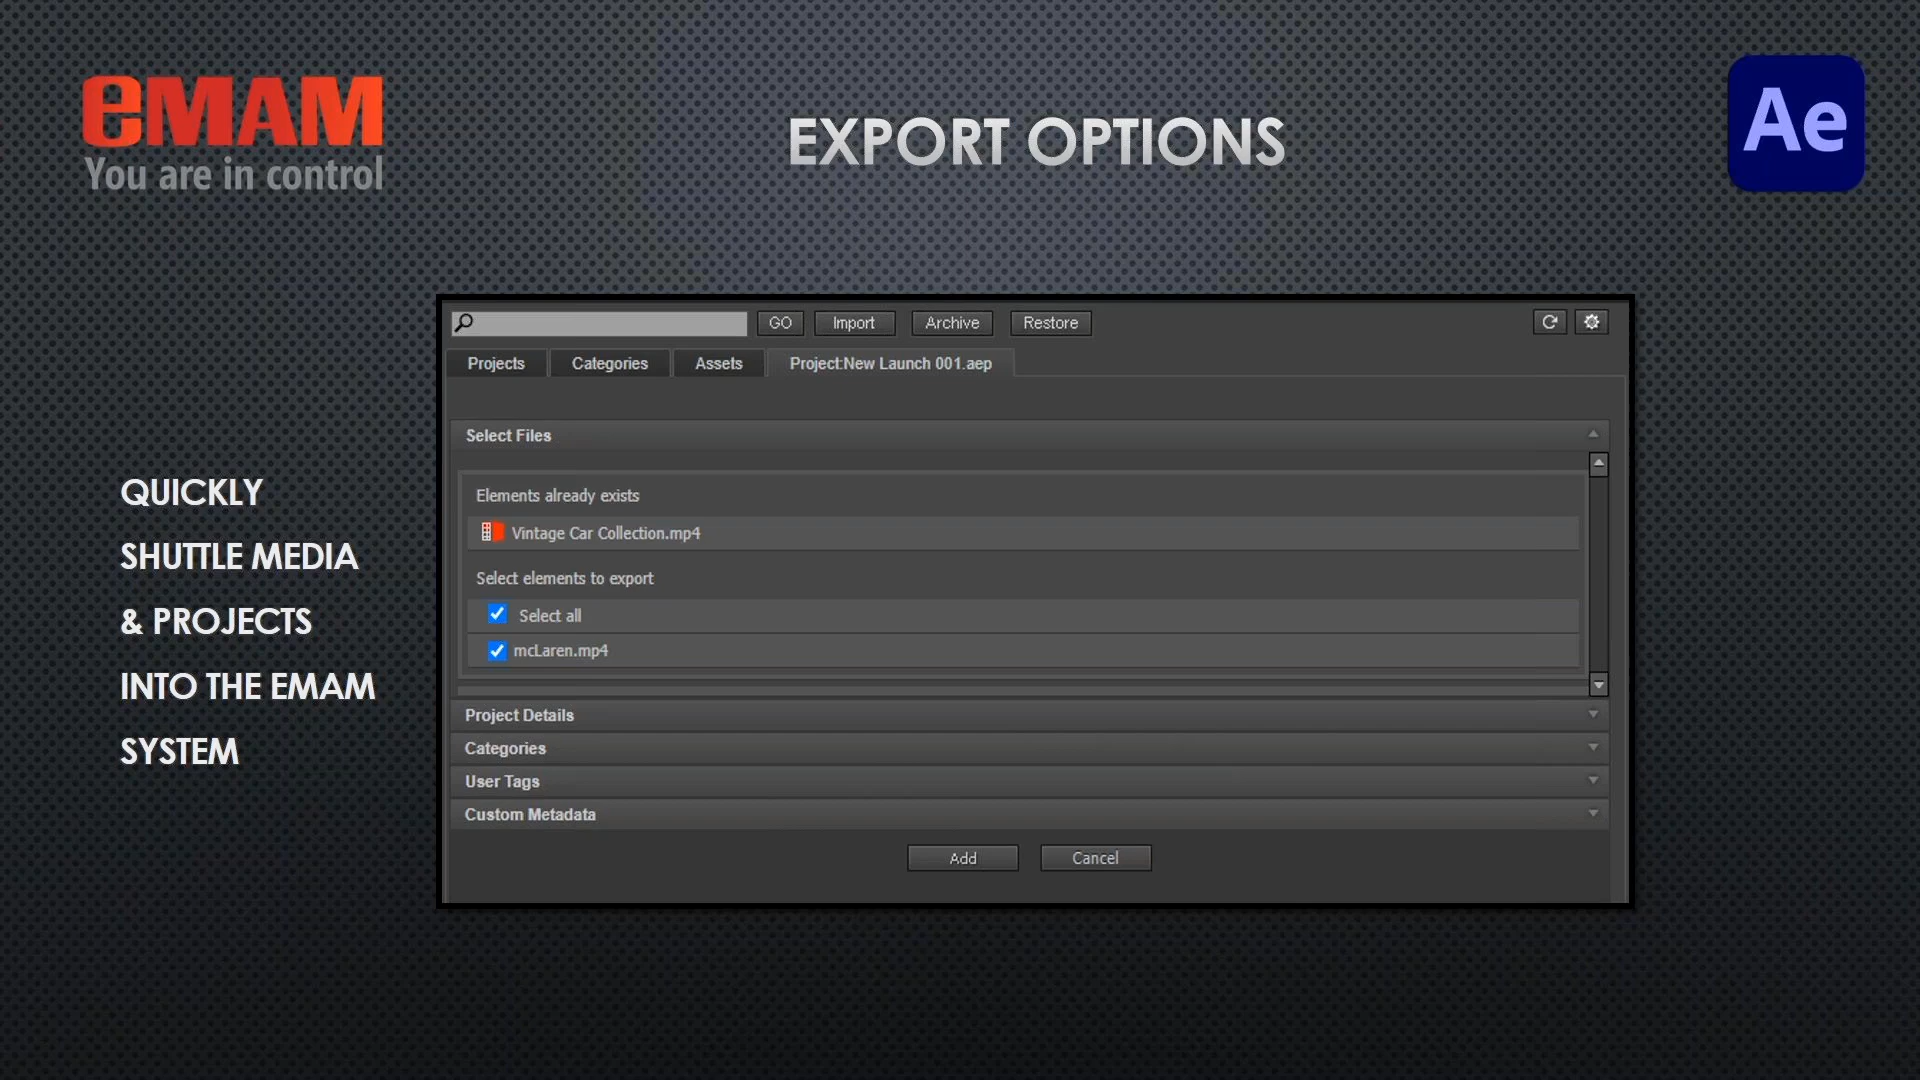 eMAM
You are in control
EXPORT OPTIONS
Ae
QUICKLY
SHUTTLE MEDIA
& PROJECTS
INTO THE EMAM
SYSTEM
GO Import Archive Restore
Projects Categories Assets Project:New Launch 001.aep
Select Files
Elements already exists
Vintage Car Collection.mp4
Select elements to export
Select all
mcLaren.mp4
Project Details
Categories
User Tags
Custom Metadata
Add Cancel